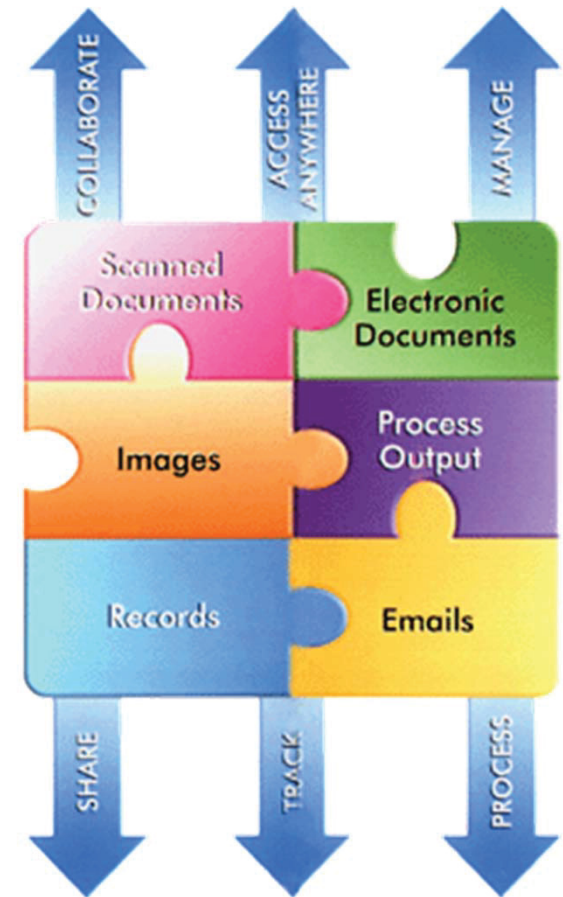 COLLABORATE
ACCESS
ANYWHERE
MANAGE
Scanned
Documents
Electronic
Documents
Images
Process
Output
Records
Emails
SHARE
TRACK
PROCESS